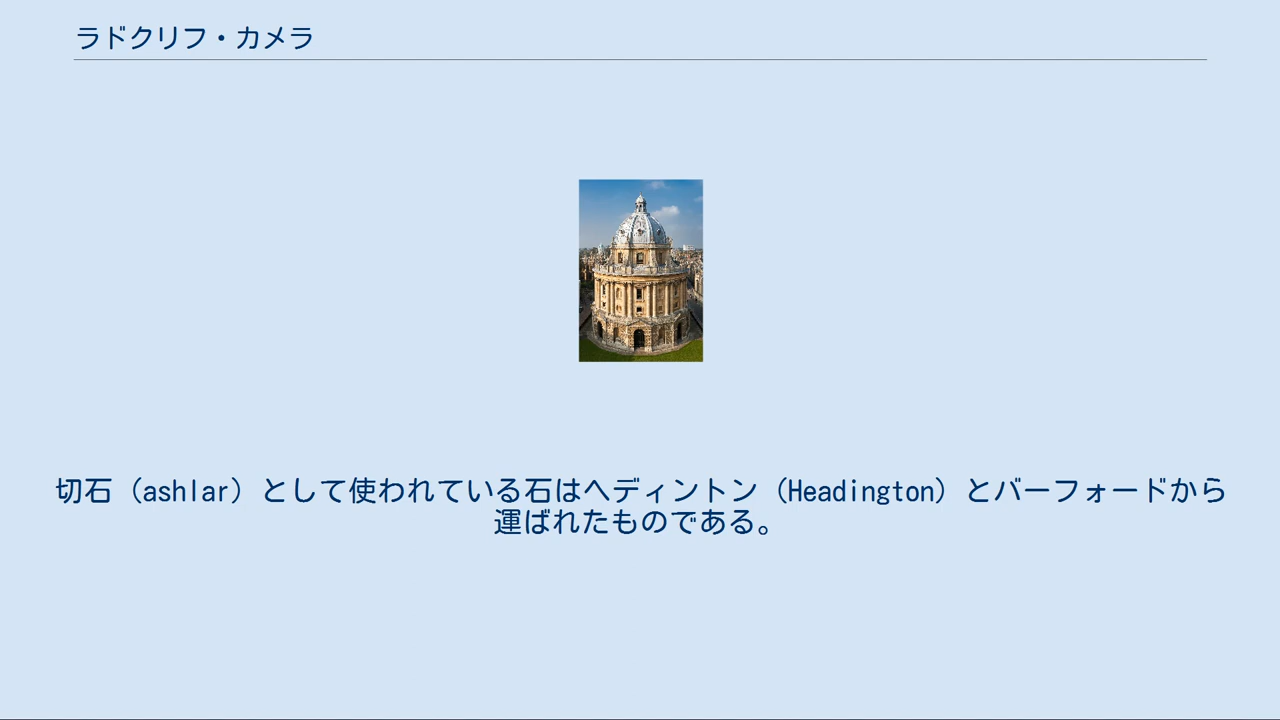 ラドクリフ・カメラ
切石（ashlar）として使われている石はヘディントン（Headington）とバーフォードから
運ばれたものである。